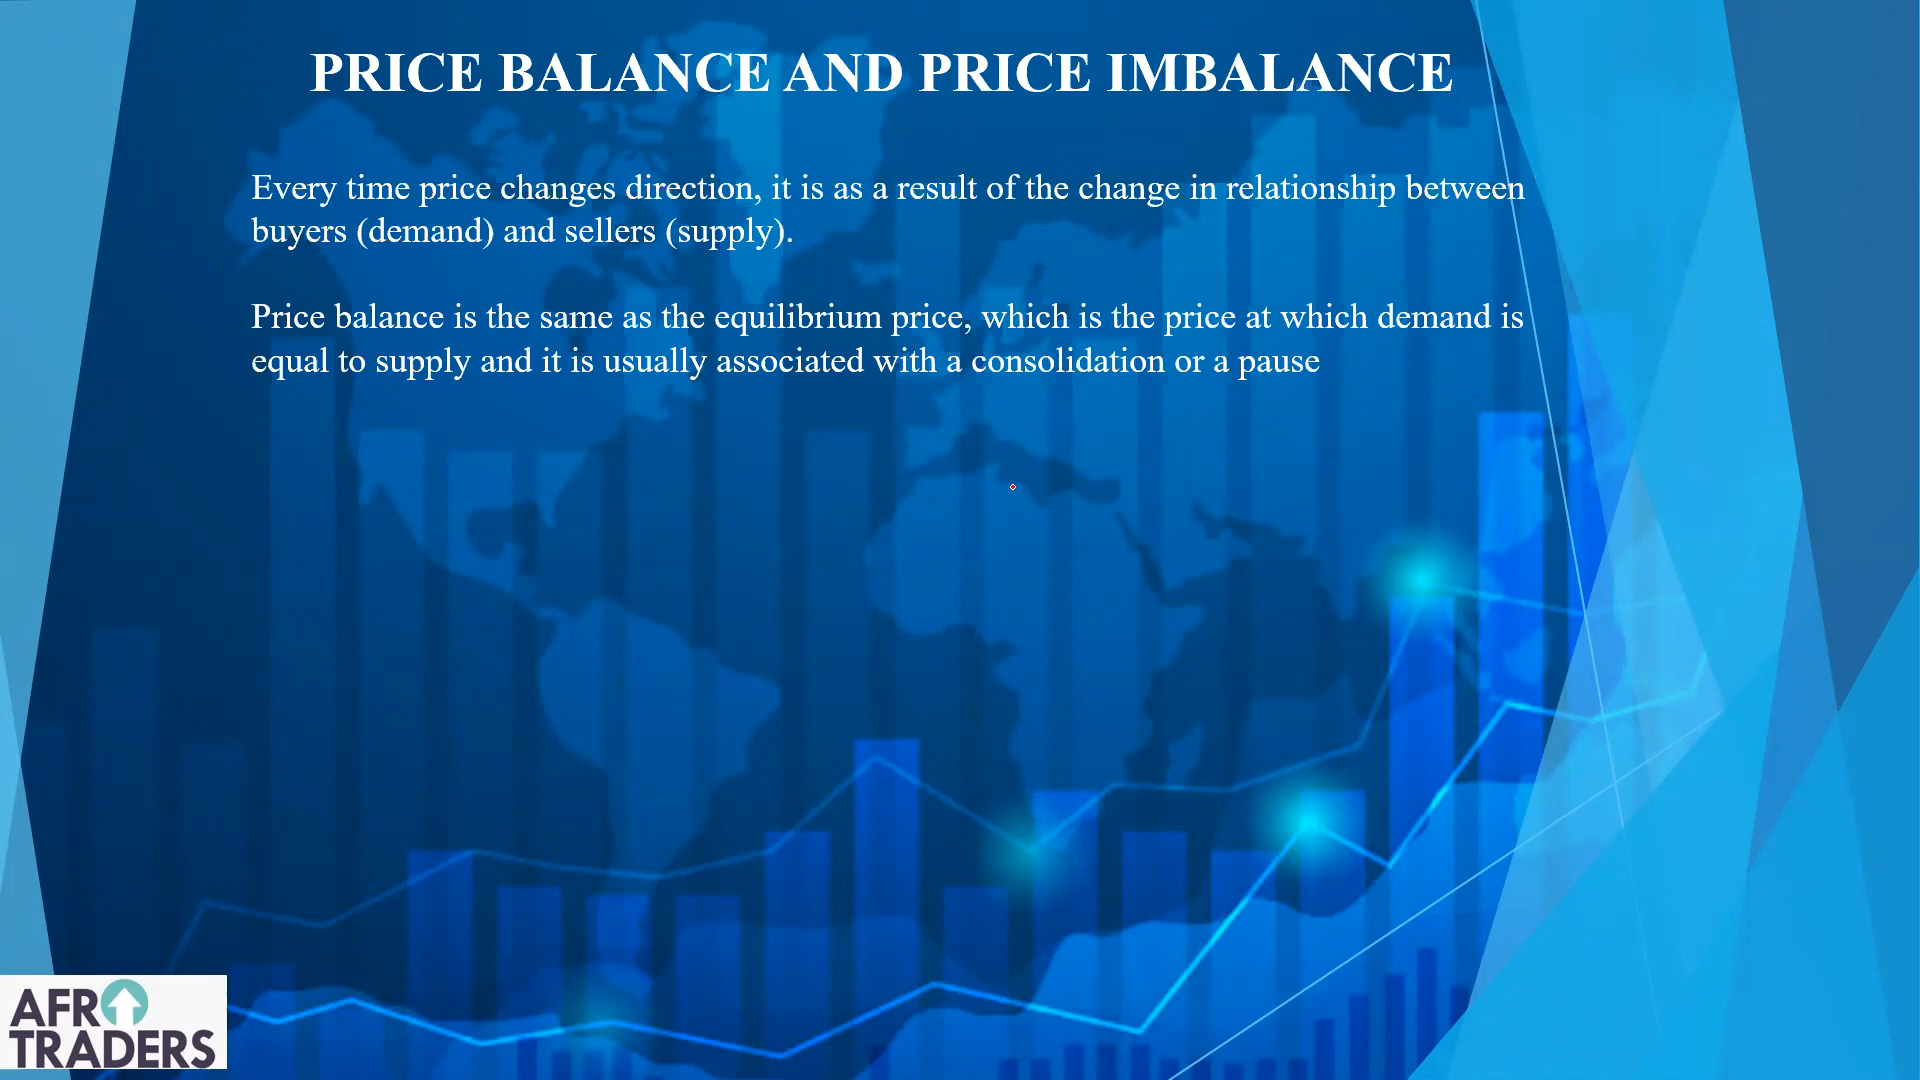 PRICE BALANCE AND PRICE IMBALANCE
Every time price changes direction, it is as a result of the change in relationship between
buyers (demand) and sellers (supply).
Price balance is the same as the equilibrium price, which is the price at which demand is
equal to supply and it is usually associated with a consolidation or a pause
AFRO
TRADERS